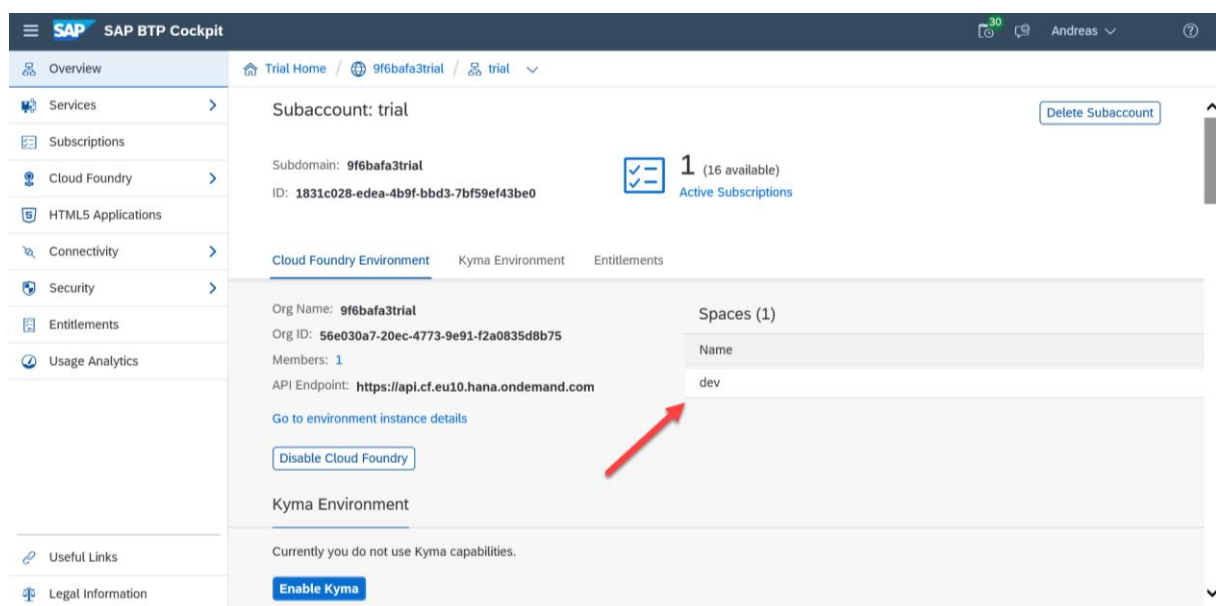 SAP SAP BTP Cockpit
30
Andreas
Overview
Services
Subscriptions
Cloud Foundry
5 HTML5 Applications
Connectivity
Security
Entitlements
Usage Analytics
Useful Links
Legal Information
Trial Home / 9f6bafa3trial / trial
Subaccount: trial
Delete Subaccount
Subdomain: 9f6bafa3trial
ID: 1831c028-edea-4b9f-bbd3-7bf59ef43be0
1 (16 available)
Active Subscriptions
Cloud Foundry Environment Kyma Environment Entitlements
Org Name: 9f6bafa3trial
Org ID: 56e030a7-20ec-4773-9e91-f2a0835d8b75
Members: 1
API Endpoint: https://api.cf.eu10.hana.ondemand.com
Go to environment instance details
Disable Cloud Foundry
Spaces (1)
Name
dev
Kyma Environment
Currently you do not use Kyma capabilities.
Enable Kyma